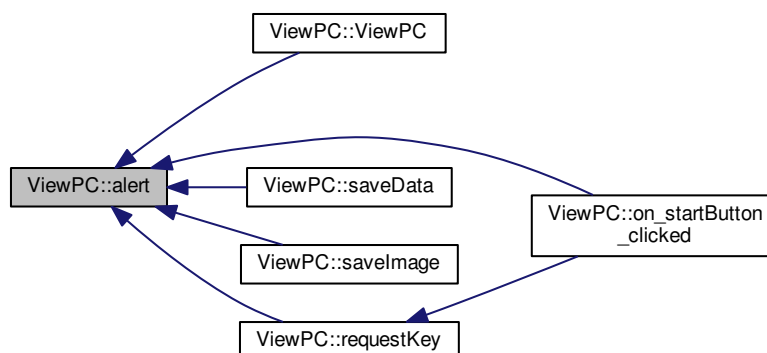 ViewPC::ViewPC
ViewPC::alert
ViewPC::saveData
ViewPC::on_startButton
_clicked
ViewPC::saveImage
ViewPC::requestKey